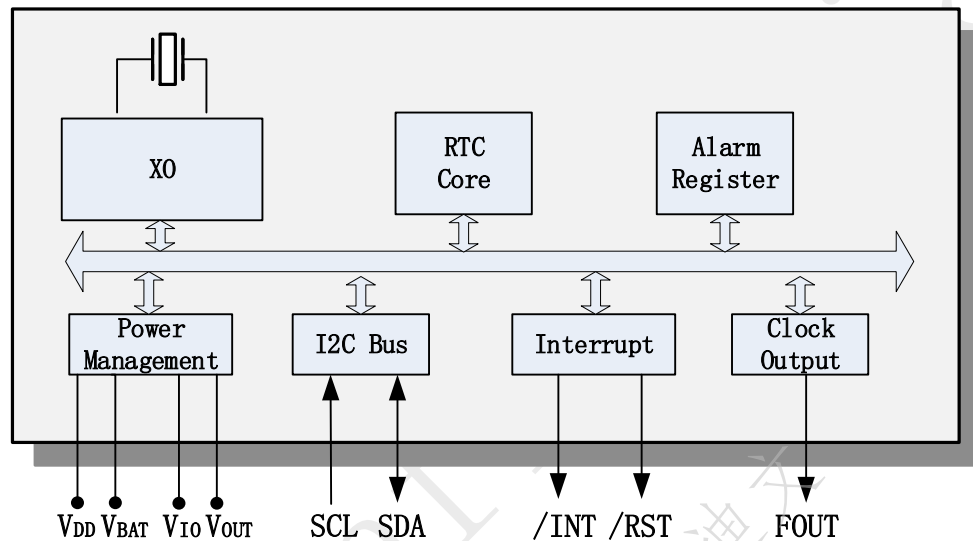 XO
RTC
Core
Alarm
Register
Power
Management
I2C Bus
Interrupt
Clock
Output
VDD VBAT VIO VOUT SCL SDA /INT /RST FOUT